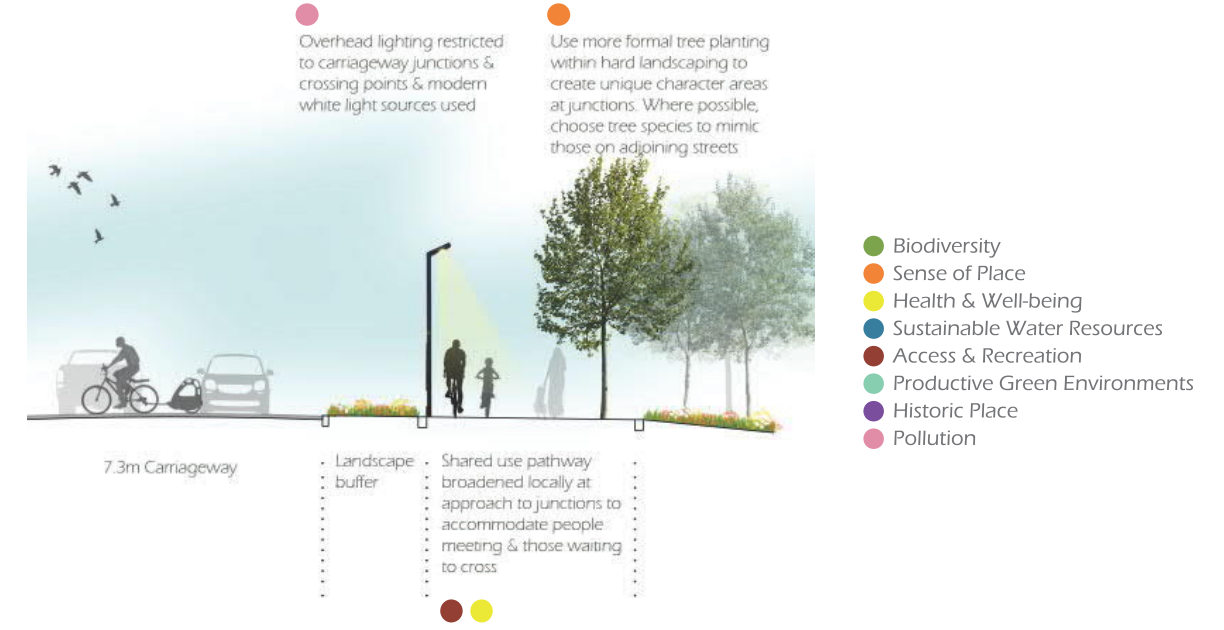 Overhead lighting restricted
to carriageway junctions &
crossing points & modern
white light sources used
Use more formal tree planting
within hard landscaping to
create unique character areas
at junctions. Where possible,
choose tree species to mimic
those on adjoining streets
7.3m Carriageway
Landscape
buffer
Shared use pathway
broadened locally at
approach to junctions to
accommodate people
meeting & those waiting
to cross
Biodiversity
Sense of Place
Health & Well-being
Sustainable Water Resources
Access & Recreation
Productive Green Environments
Historic Place
Pollution